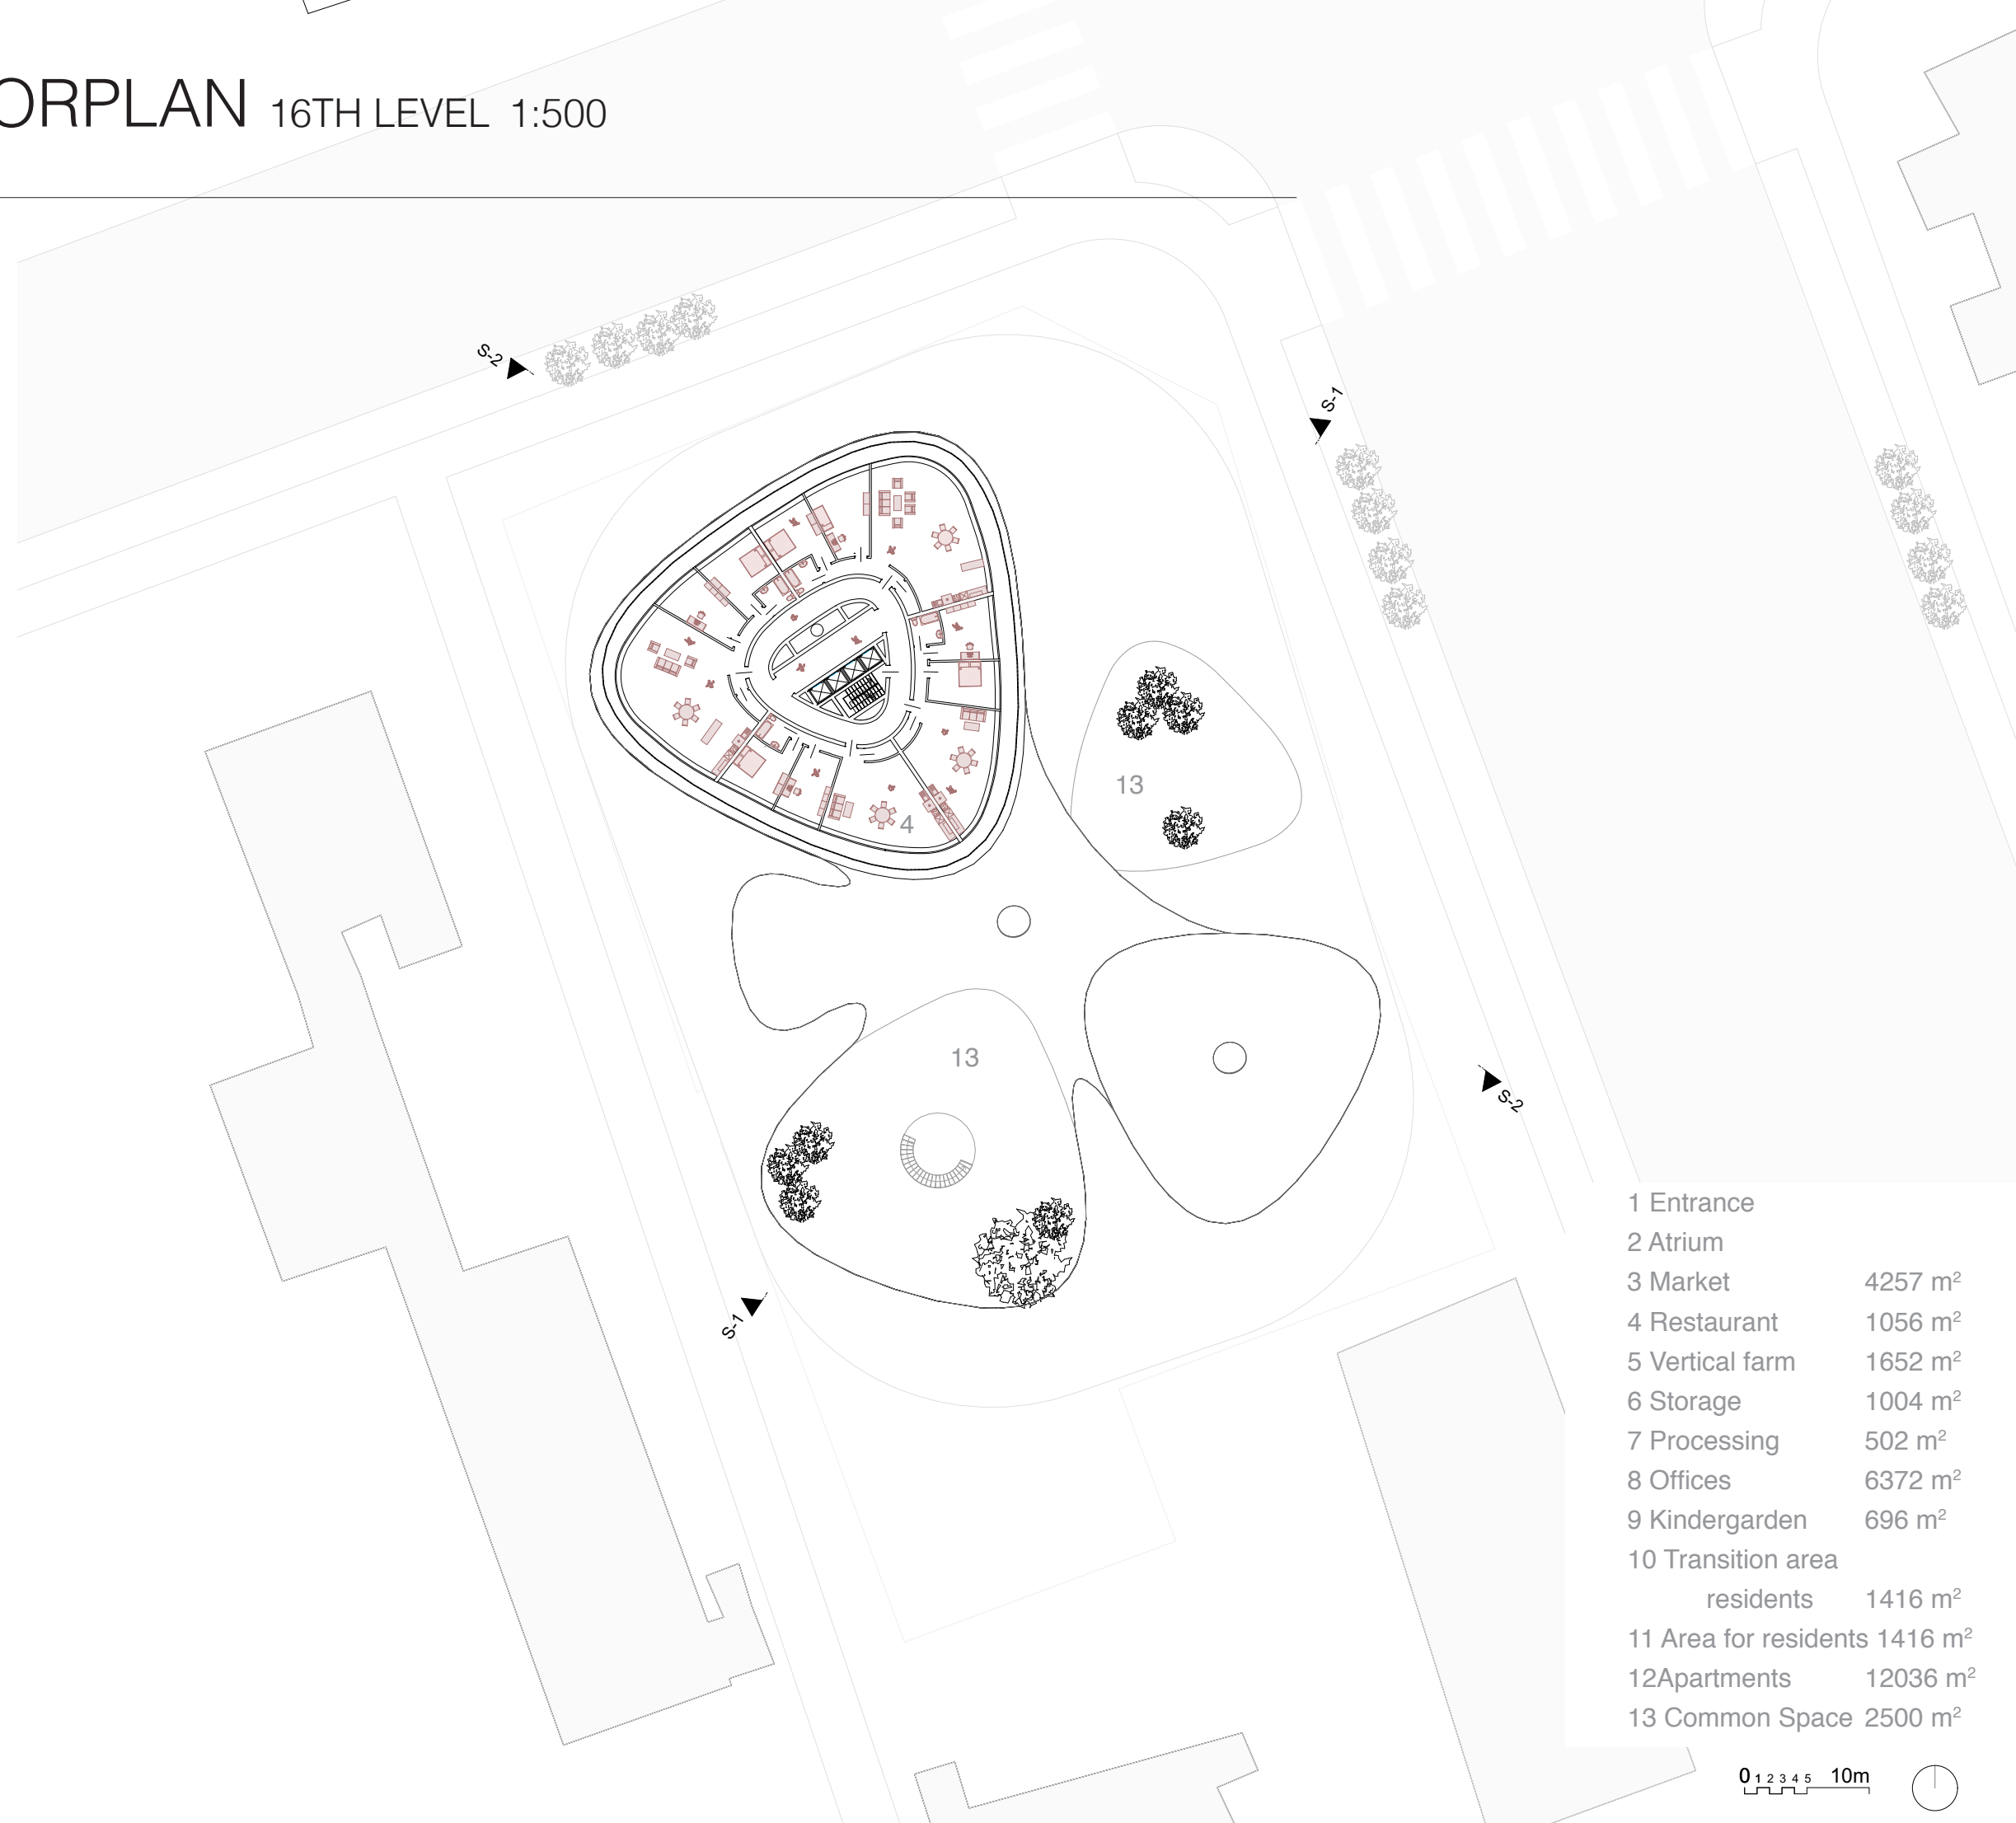 ORPLAN 16TH LEVEL 1:500
S-2
S-1
4
13
13
S-2
S-1
1 Entrance
2 Atrium
3 Market 4257 m²
4 Restaurant 1056 m²
5 Vertical farm 1652 m²
6 Storage 1004 m²
7 Processing 502 m²
8 Offices 6372 m²
9 Kindergarden 696 m²
10 Transition area
residents 1416 m²
11 Area for residents 1416 m²
12Apartments 12036 m²
13 Common Space 2500 m²
0 1 2 3 4 5 10m